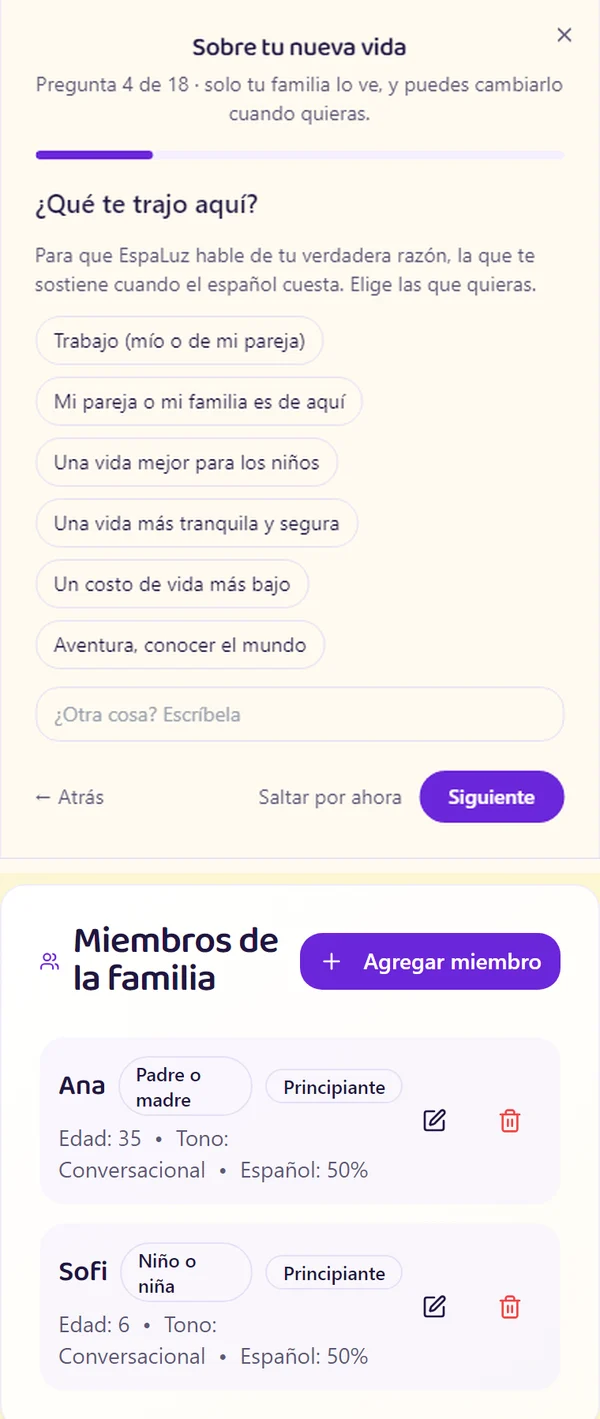 Sobre tu nueva vida
Pregunta 4 de 18 · solo tu familia lo ve, y puedes cambiarlo
cuando quieras.
¿Qué te trajo aquí?
Para que EspaLuz hable de tu verdadera razón, la que te
sostiene cuando el español cuesta. Elige las que quieras.
Trabajo (mío o de mi pareja)
Mi pareja o mi familia es de aquí
Una vida mejor para los niños
Una vida más tranquila y segura
Un costo de vida más bajo
Aventura, conocer el mundo
¿Otra cosa? Escríbela
← Atrás
Saltar por ahora
Siguiente
Miembros de
la familia
+ Agregar miembro
Ana
Padre o
madre
Principiante
Edad: 35 • Tono:
Conversacional • Español: 50%
Sofi
Niño o
niña
Principiante
Edad: 6 • Tono:
Conversacional • Español: 50%